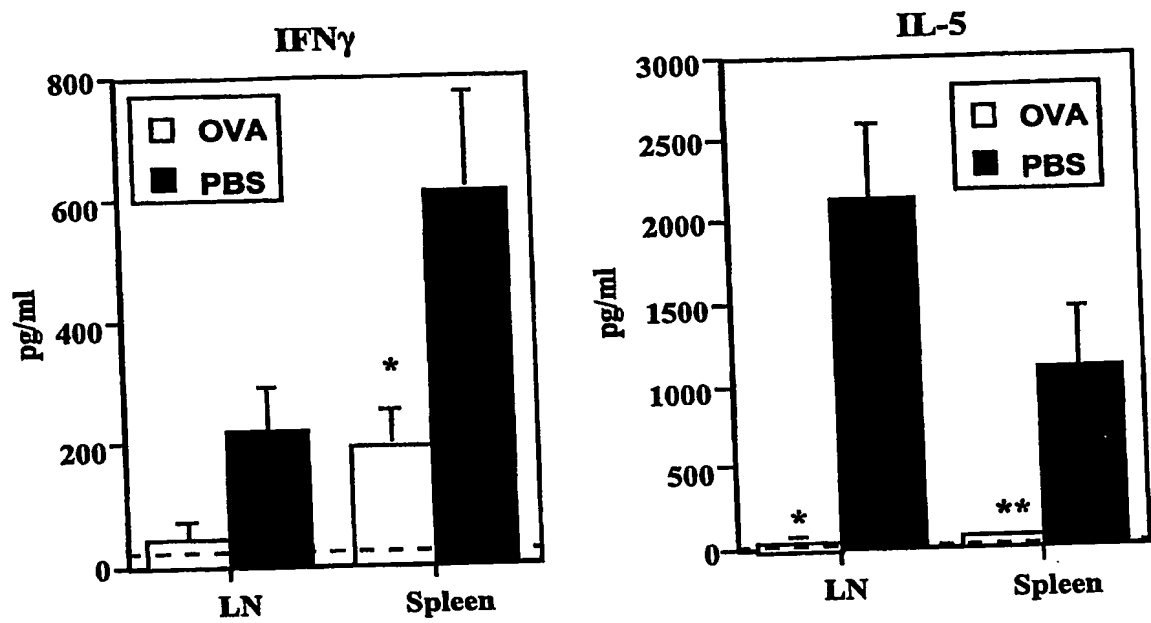 IFNγ
800
600
400
200
0
pg/ml
OVA
PBS
*
LN
Spleen
IL-5
3000
2500
2000
1500
1000
500
0
pg/ml
OVA
PBS
*
**
LN
Spleen